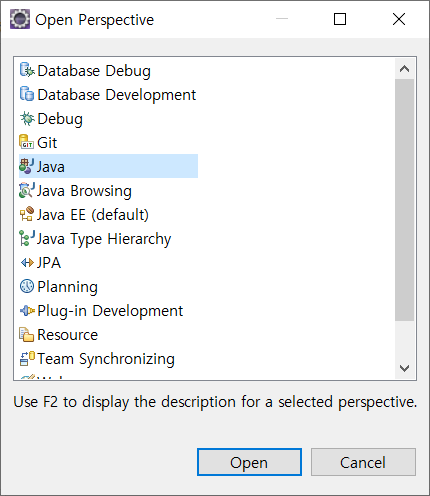 Open Perspective
Database Debug
Database Development
Debug
Git
Java
Java Browsing
Java EE (default)
Java Type Hierarchy
JPA
Planning
Plug-in Development
Resource
Team Synchronizing
Use F2 to display the description for a selected perspective.
Open
Cancel